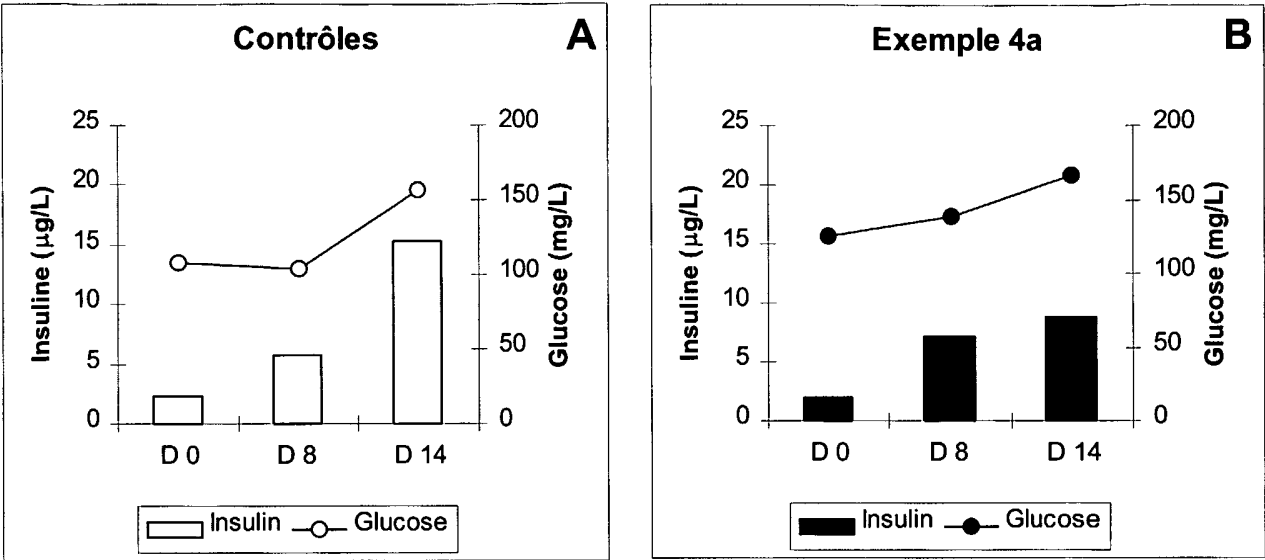 Contrôles
A
Insuline (µg/L)
25
20
15
10
5
0
Glucose (mg/L)
200
150
100
50
0
D 0 D 8 D 14
Insulin Glucose
Exemple 4a
B
Insuline (µg/L)
25
20
15
10
5
0
Glucose (mg/L)
200
150
100
50
0
D 0 D 8 D 14
Insulin Glucose